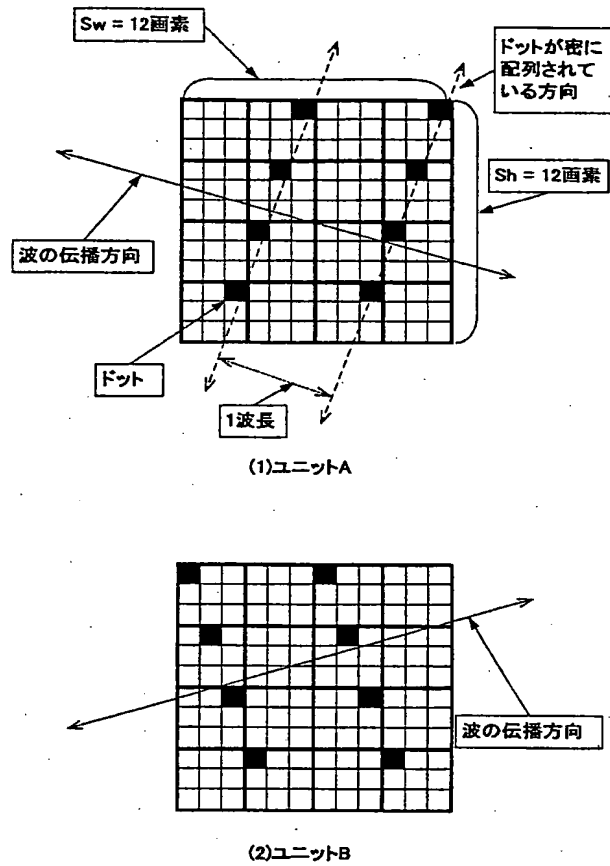 Sw = 12画素
ドットが密に
配列されて
いる方向
Sh = 12画素
波の伝播方向
ドット
1波長
(1)ユニットA
波の伝播方向
(2)ユニットB